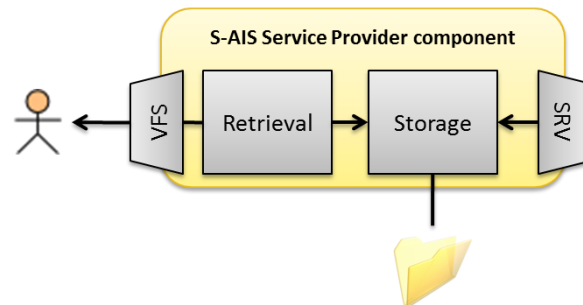 S-AIS Service Provider component
VFS
Retrieval
Storage
SRV